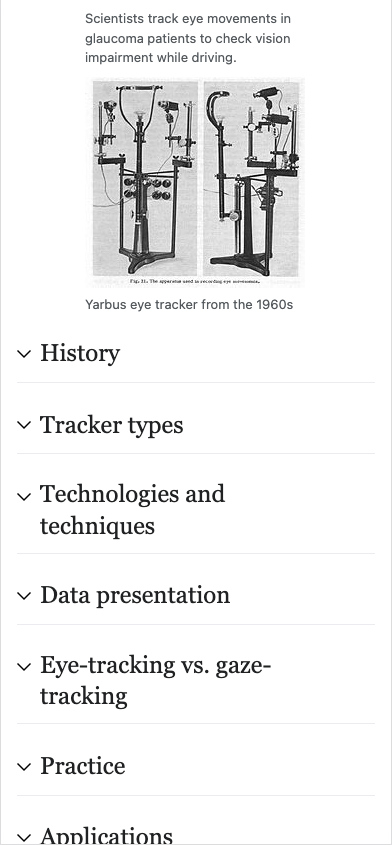 Scientists track eye movements in
glaucoma patients to check vision
impairment while driving.
Fig. 21. The apparatus used in recording eye movements.
Yarbus eye tracker from the 1960s
History
Tracker types
Technologies and
techniques
Data presentation
Eye-tracking vs. gaze-
tracking
Practice
Applications